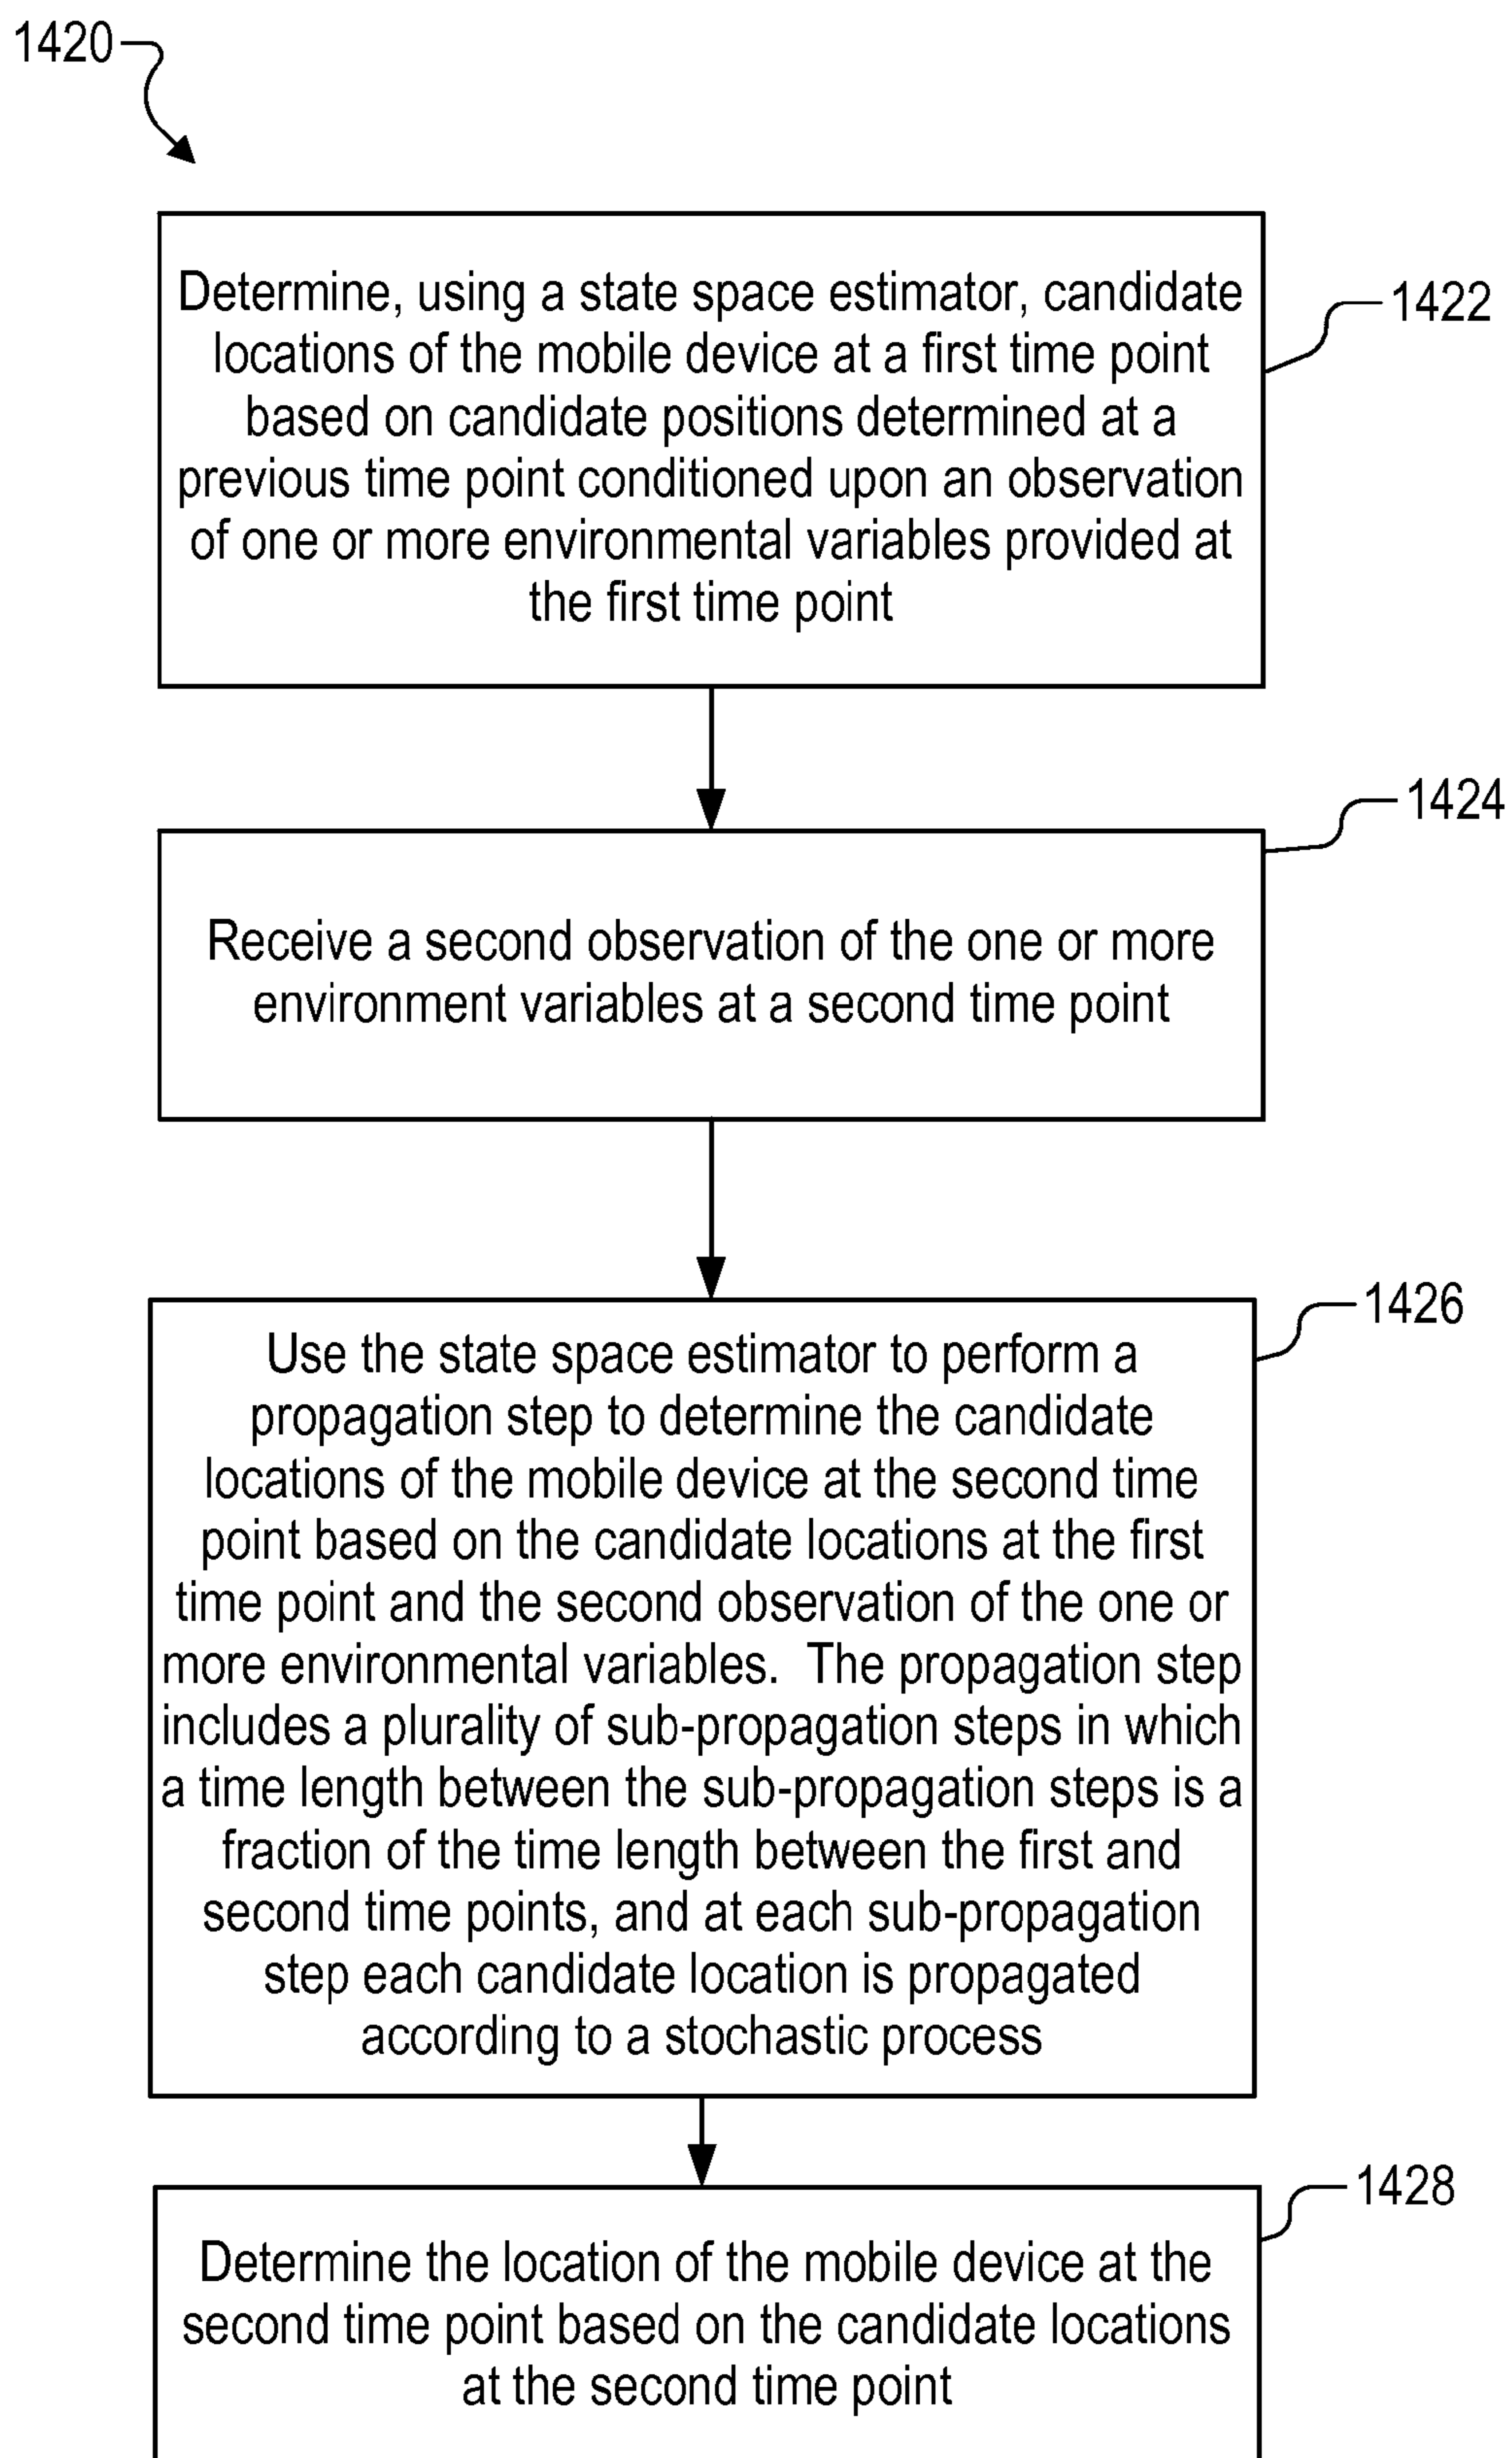 1420
Determine, using a state space estimator, candidate
locations of the mobile device at a first time point
based on candidate positions determined at a
previous time point conditioned upon an observation
of one or more environmental variables provided at
the first time point
1422
Receive a second observation of the one or more
environment variables at a second time point
1424
Use the state space estimator to perform a
propagation step to determine the candidate
locations of the mobile device at the second time
point based on the candidate locations at the first
time point and the second observation of the one or
more environmental variables.  The propagation step
includes a plurality of sub-propagation steps in which
a time length between the sub-propagation steps is a
fraction of the time length between the first and
second time points, and at each sub-propagation
step each candidate location is propagated
according to a stochastic process
1426
Determine the location of the mobile device at the
second time point based on the candidate locations
at the second time point
1428